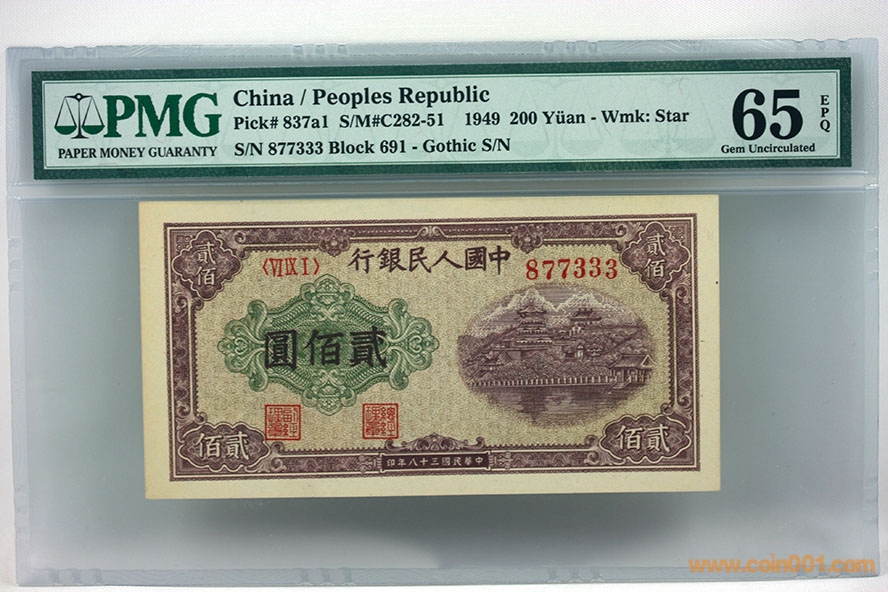 PMG
PAPER MONEY GUARANTY
China / Peoples Republic
Pick# 837a1 S/M#C282-51 1949 200 Yüan - Wmk: Star
S/N 877333 Block 691 - Gothic S/N
65 EPQ
Gem Uncirculated
貳佰
貳佰
〈ⅥⅨⅠ〉
行銀民人國中
877333
圓佰貳
佰貳
佰貳
印年八十三國民華中
www.coin001.com